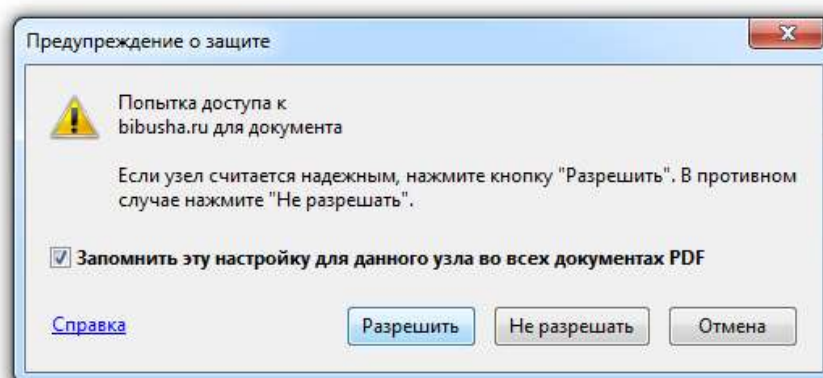 Предупреждение о защите
Попытка доступа к
bibusha.ru для документа
Если узел считается надежным, нажмите кнопку "Разрешить". В противном
случае нажмите "Не разрешать".
Запомнить эту настройку для данного узла во всех документах PDF
Справка
Разрешить
Не разрешать
Отмена